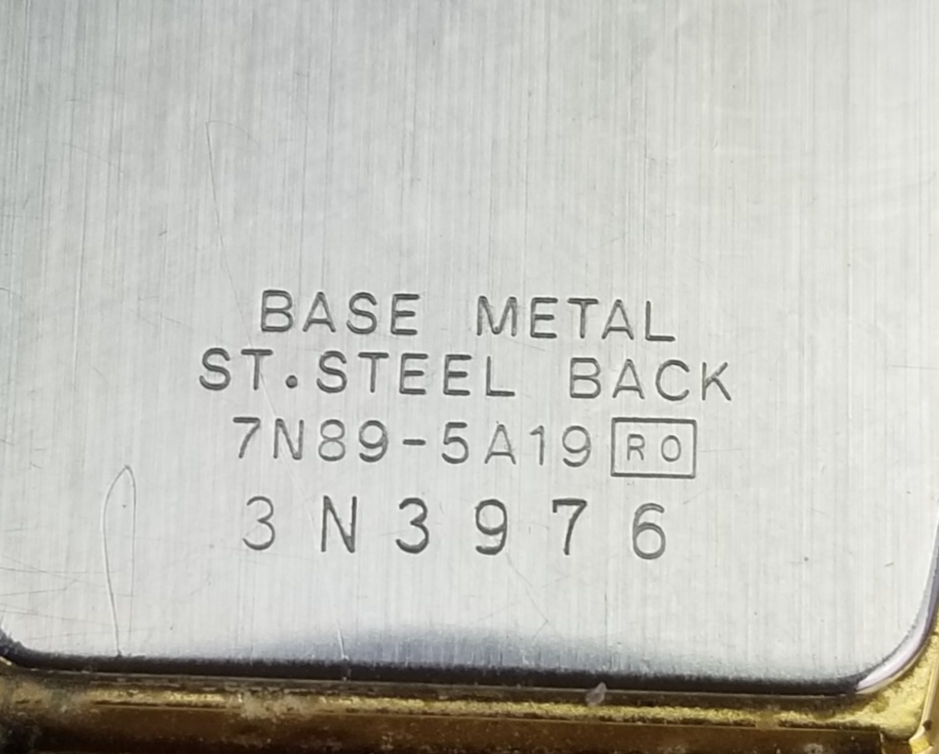 BASE METAL
ST.STEEL BACK
7N89-5A19 RO
3N3976